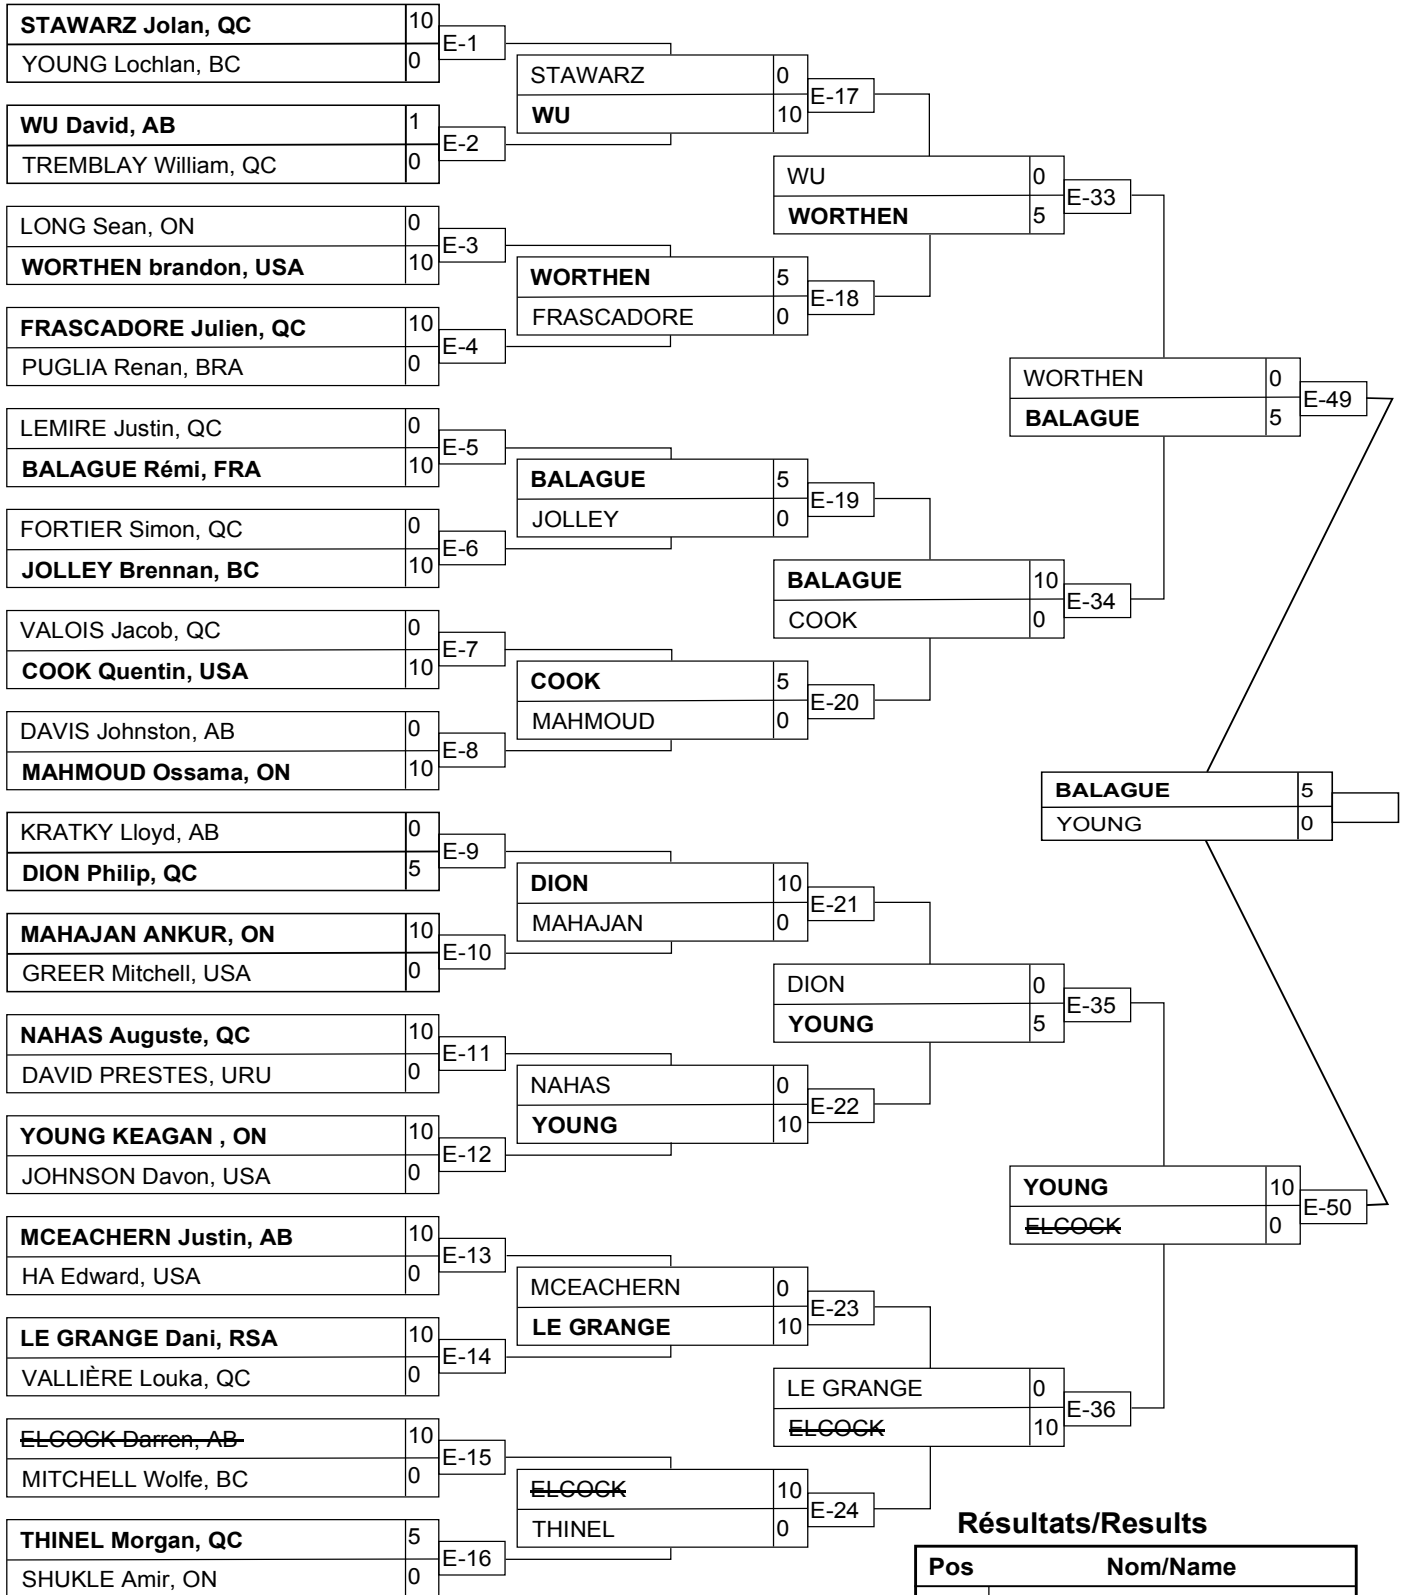 STAWARZ Jolan, QC 10
YOUNG Lochlan, BC 0
E-1
WU David, AB 1
TREMBLAY William, QC 0
E-2
LONG Sean, ON 0
WORTHEN brandon, USA 10
E-3
FRASCADORE Julien, QC 10
PUGLIA Renan, BRA 0
E-4
LEMIRE Justin, QC 0
BALAGUE Rémi, FRA 10
E-5
FORTIER Simon, QC 0
JOLLEY Brennan, BC 10
E-6
VALOIS Jacob, QC 0
COOK Quentin, USA 10
E-7
DAVIS Johnston, AB 0
MAHMOUD Ossama, ON 10
E-8
KRATKY Lloyd, AB 0
DION Philip, QC 5
E-9
MAHAJAN ANKUR, ON 10
GREER Mitchell, USA 0
E-10
NAHAS Auguste, QC 10
DAVID PRESTES, URU 0
E-11
YOUNG KEAGAN , ON 10
JOHNSON Davon, USA 0
E-12
MCEACHERN Justin, AB 10
HA Edward, USA 0
E-13
LE GRANGE Dani, RSA 10
VALLIÈRE Louka, QC 0
E-14
ELCOCK Darren, AB 10
MITCHELL Wolfe, BC 0
E-15
THINEL Morgan, QC 5
SHUKLE Amir, ON 0
E-16
STAWARZ 0
WU 10
E-17
WORTHEN 5
FRASCADORE 0
E-18
BALAGUE 5
JOLLEY 0
E-19
COOK 5
MAHMOUD 0
E-20
DION 10
MAHAJAN 0
E-21
NAHAS 0
YOUNG 10
E-22
MCEACHERN 0
LE GRANGE 10
E-23
ELCOCK 10
THINEL 0
E-24
WU 0
WORTHEN 5
E-33
BALAGUE 10
COOK 0
E-34
DION 0
YOUNG 5
E-35
LE GRANGE 0
ELCOCK 10
E-36
WORTHEN 0
BALAGUE 5
E-49
YOUNG 10
ELCOCK 0
E-50
BALAGUE 5
YOUNG 0
Résultats/Results
Pos Nom/Name